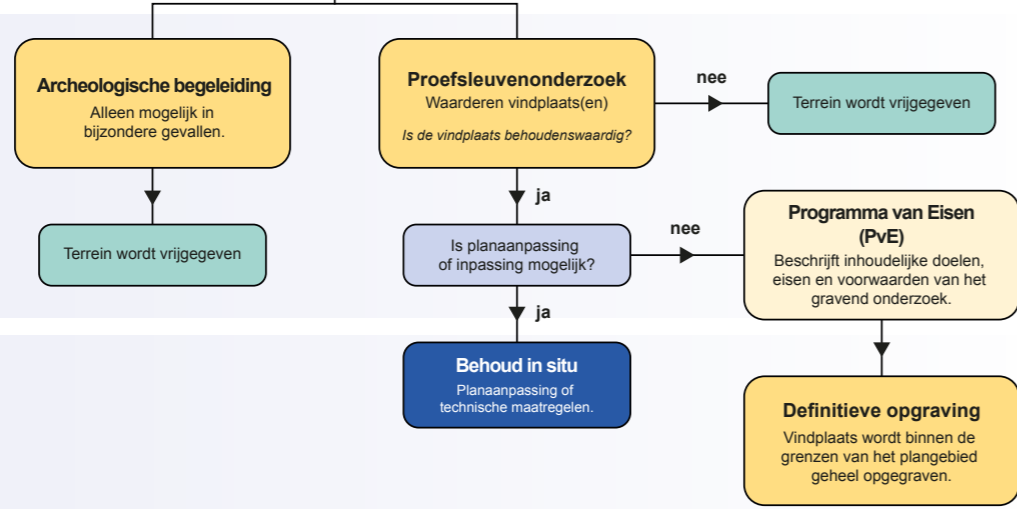 Archeologische begeleiding
Alleen mogelijk in
bijzondere gevallen.
Terrein wordt vrijgegeven
Proefsleuvenonderzoek
Waarderen vindplaats(en)
Is de vindplaats behoudenswaardig?
nee
Terrein wordt vrijgegeven
ja
Is planaanpassing
of inpassing mogelijk?
nee
Programma van Eisen
(PvE)
Beschrijft inhoudelijke doelen,
eisen en voorwaarden van het
gravend onderzoek.
ja
Behoud in situ
Planaanpassing of
technische maatregelen.
Definitieve opgraving
Vindplaats wordt binnen de
grenzen van het plangebied
geheel opgegraven.